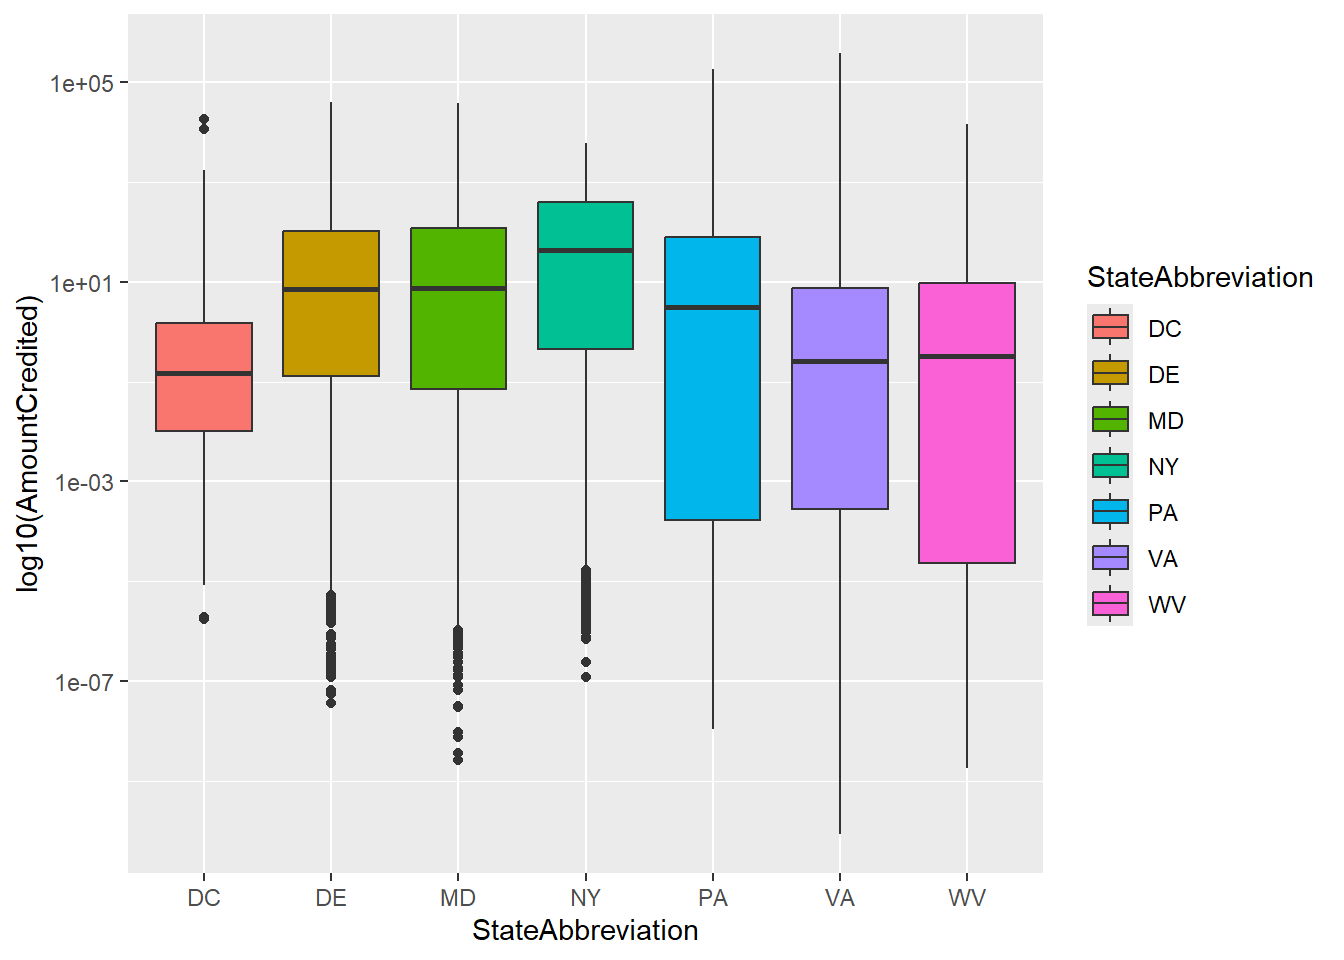 log10(AmountCredited)
1e+05
1e+01
1e-03
1e-07
DC DE MD NY PA VA WV
StateAbbreviation
StateAbbreviation
DC
DE
MD
NY
PA
VA
WV